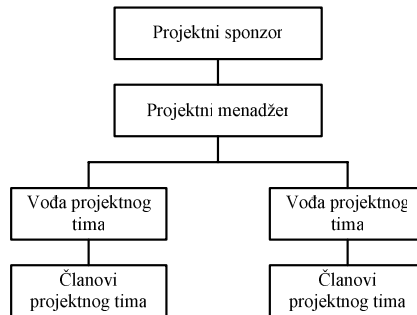 Projektni sponzor
Projektni menadžer
Vođa projektnog
tima
Vođa projektnog
tima
Članovi
projektnog tima
Članovi
projektnog tima